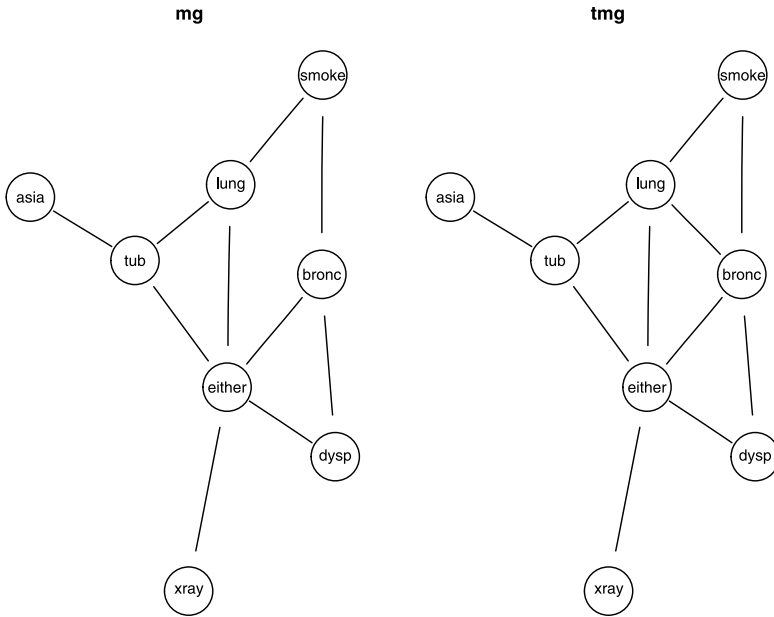 mg
smoke
lung
asia
tub
bronc
either
dysp
xray
tmg
smoke
lung
asia
tub
bronc
either
dysp
xray